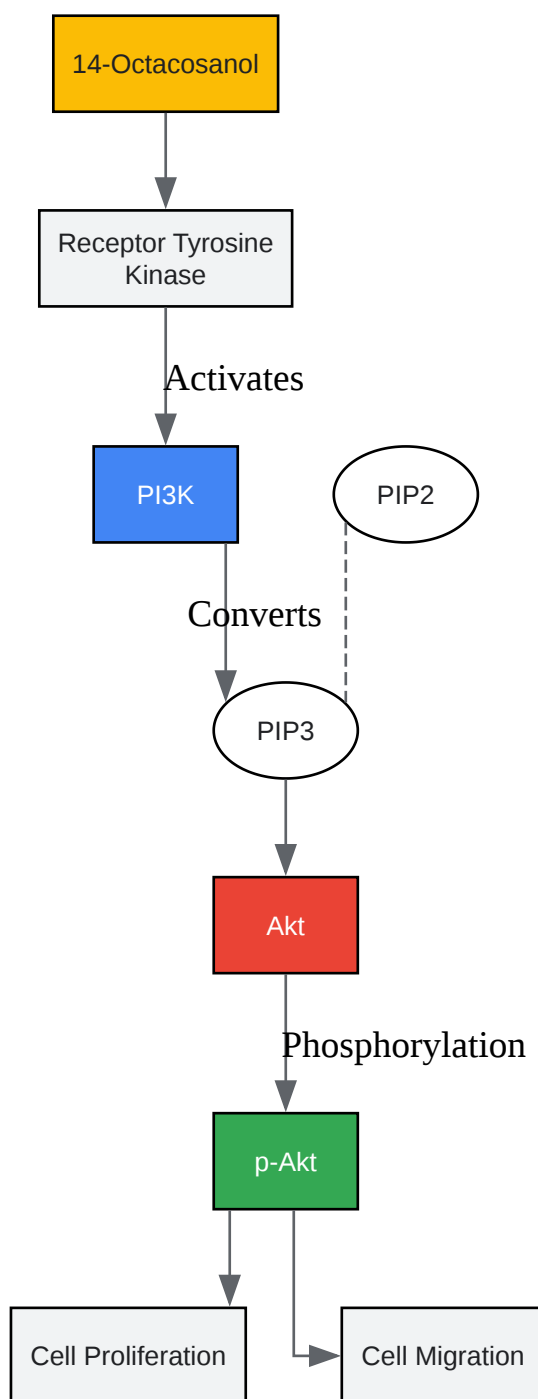 14-Octacosanol
Receptor Tyrosine
Kinase
Activates
PI3K
PIP2
Converts
PIP3
Akt
Phosphorylation
p-Akt
Cell Proliferation
Cell Migration